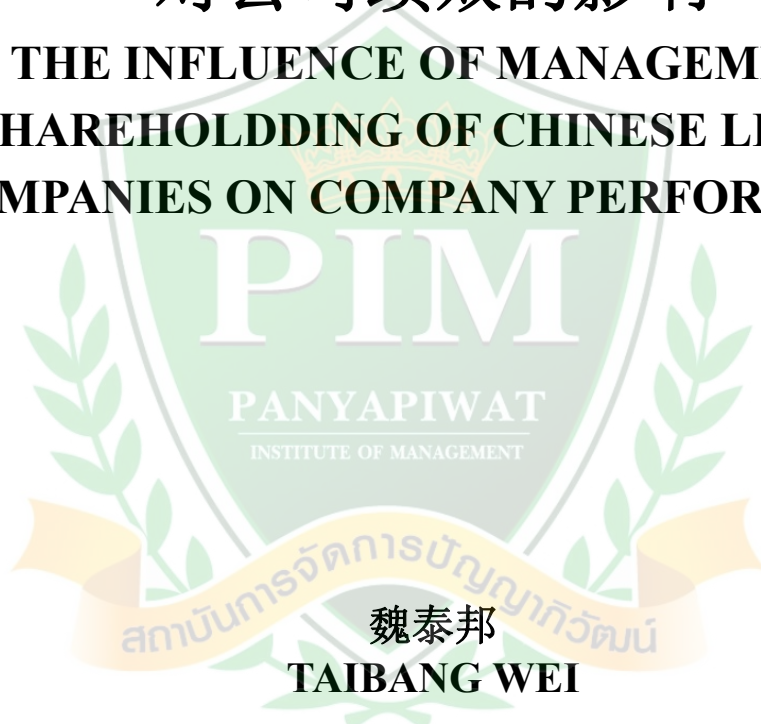 对公司绩效的影响
THE INFLUENCE OF MANAGEM
HAREHOLDDING OF CHINESE LI
MPANIES ON COMPANY PERFOR
PIM
PANYAPIWAT
INSTITUTE OF MANAGEMENT
สถาบันการจัดการปัญญาภิวัฒน์
魏泰邦
TAIBANG WEI